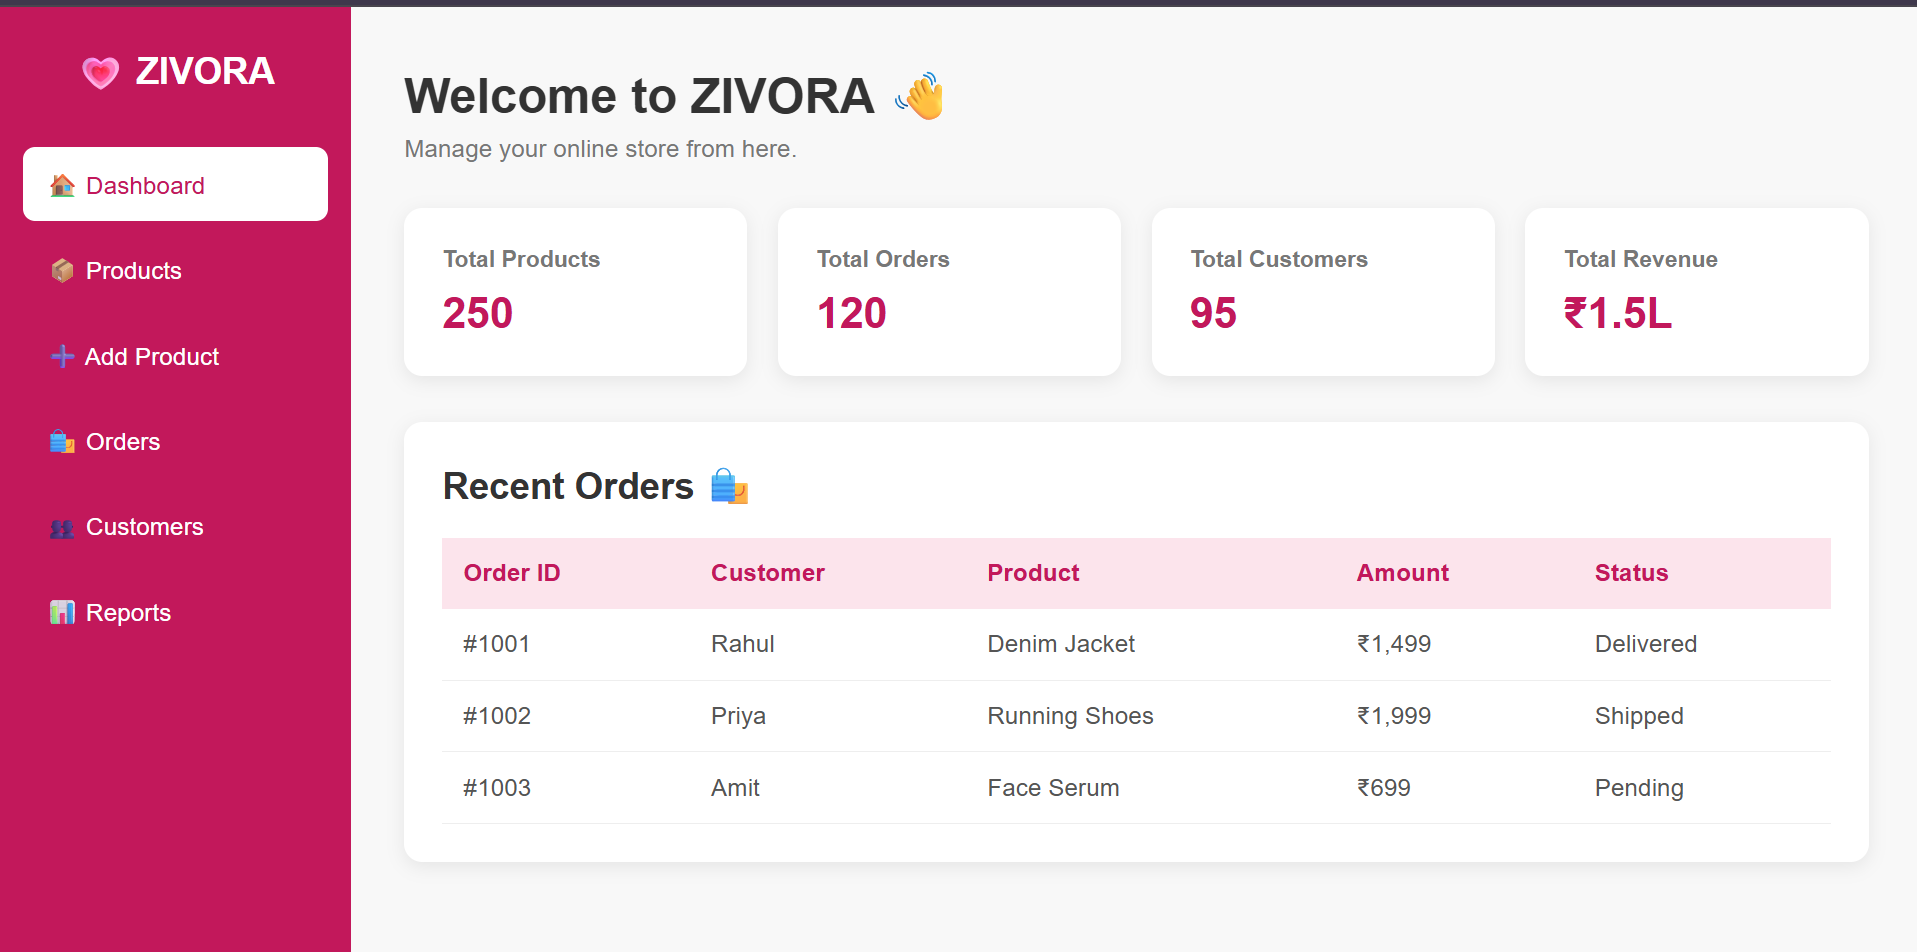 ZIVORA
Dashboard
Products
Add Product
Orders
Customers
Reports
Welcome to ZIVORA
Manage your online store from here.
Total Products
250
Total Orders
120
Total Customers
95
Total Revenue
₹1.5L
Recent Orders
Order ID Customer Product Amount Status
#1001 Rahul Denim Jacket ₹1,499 Delivered
#1002 Priya Running Shoes ₹1,999 Shipped
#1003 Amit Face Serum ₹699 Pending